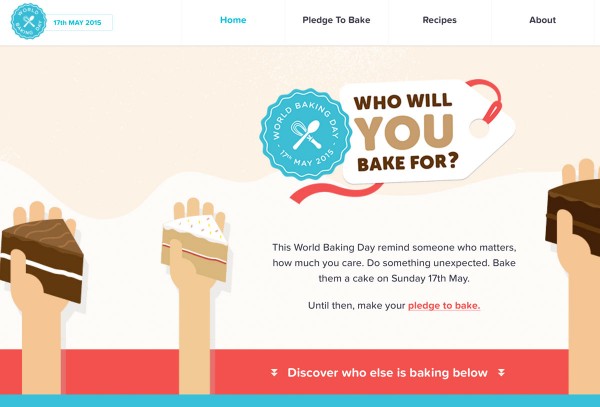 WORLD BAKING DAY
17th MAY 2015
Home
Pledge To Bake
Recipes
About
WORLD BAKING DAY
- 17th MAY 2015 -
WHO WILL
YOU
BAKE FOR?
This World Baking Day remind someone who matters,
how much you care. Do something unexpected. Bake
them a cake on Sunday 17th May.
Until then, make your pledge to bake.
Discover who else is baking below